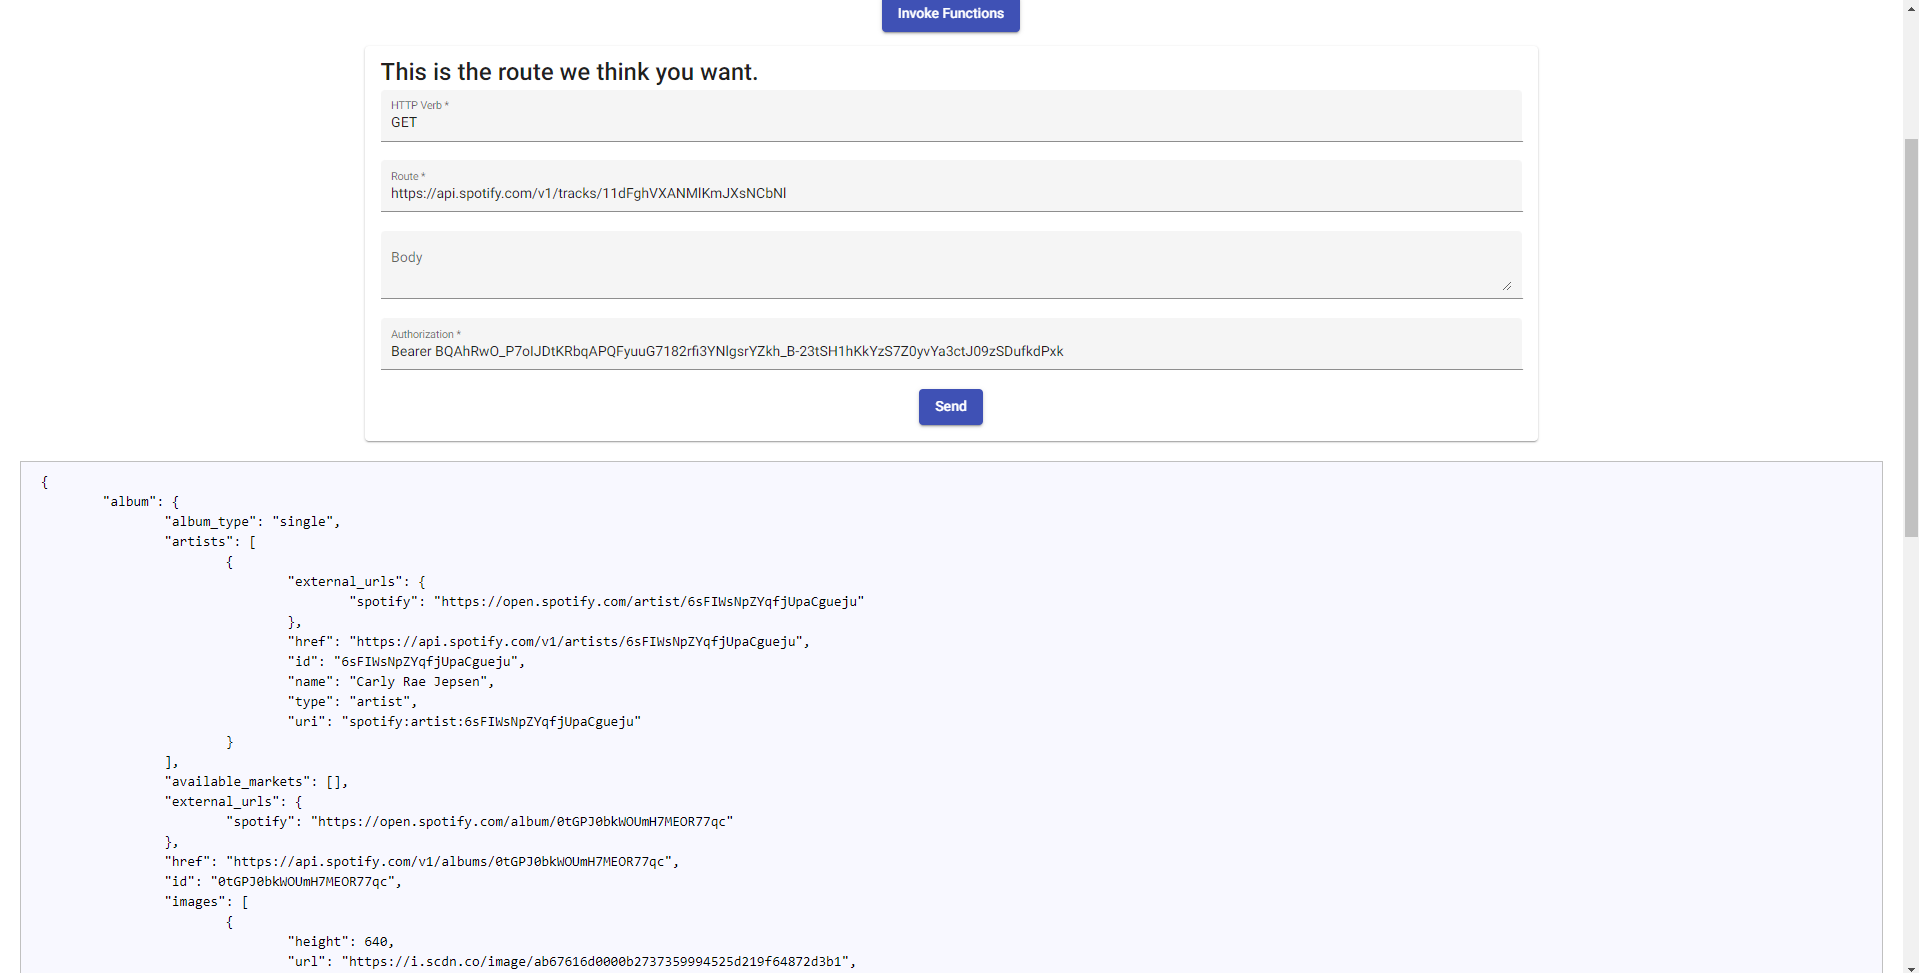 Invoke Functions
This is the route we think you want.
HTTP Verb *
GET
Route *
https://api.spotify.com/v1/tracks/11dFghVXANMlKmJXsNCbNl
Body
Authorization *
Bearer BQAhRwO_P7oIJDtKRbqAPQFyuuG7182rfi3YNlgsrYZkh_B-23tSH1hKkYzS7Z0yvYa3ctJ09zSDufkdPxk
Send
{
"album": {
"album_type": "single",
"artists": [
{
"external_urls": {
"spotify": "https://open.spotify.com/artist/6sFIWsNpZYqfjUpaCgueju"
},
"href": "https://api.spotify.com/v1/artists/6sFIWsNpZYqfjUpaCgueju",
"id": "6sFIWsNpZYqfjUpaCgueju",
"name": "Carly Rae Jepsen",
"type": "artist",
"uri": "spotify:artist:6sFIWsNpZYqfjUpaCgueju"
}
],
"available_markets": [],
"external_urls": {
"spotify": "https://open.spotify.com/album/0tGPJ0bkWOUmH7MEOR77qc"
},
"href": "https://api.spotify.com/v1/albums/0tGPJ0bkWOUmH7MEOR77qc",
"id": "0tGPJ0bkWOUmH7MEOR77qc",
"images": [
{
"height": 640,
"url": "https://i.scdn.co/image/ab67616d0000b2737359994525d219f64872d3b1",